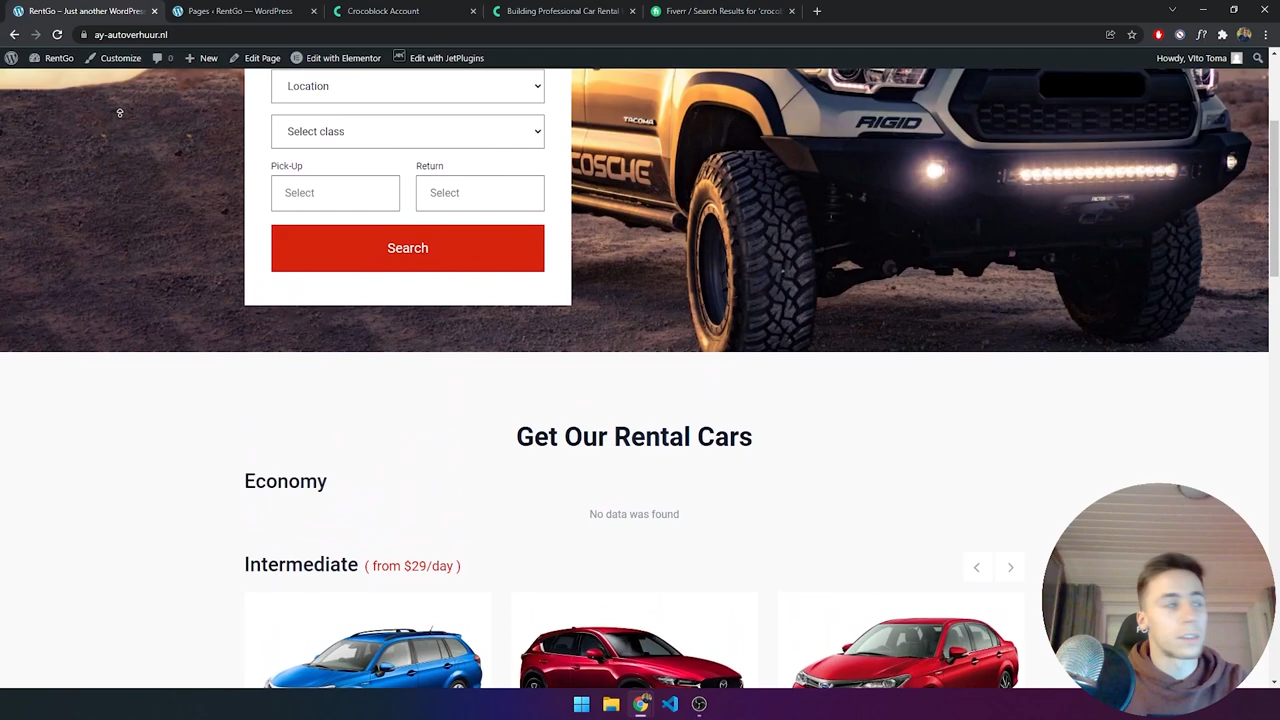 RentGo – Just another WordPress
Pages ‹ RentGo — WordPress
Crocoblock Account
Building Professional Car Rental
Fiverr / Search Results for 'croco
ay-autoverhuur.nl
RentGo
Customize
0
New
Edit Page
Edit with Elementor
Edit with JetPlugins
Howdy, Vito Toma
Location
Select class
Pick-Up
Return
Select
Select
Search
TACOMA
COSCHE
RIGID
Get Our Rental Cars
Economy
No data was found
Intermediate ( from $29/day )